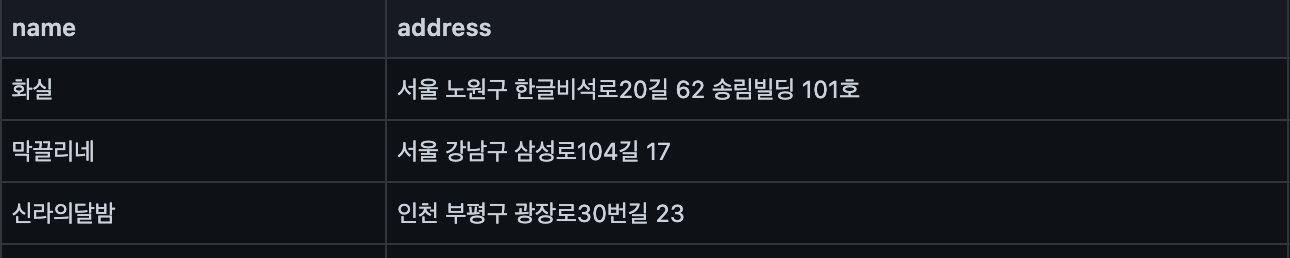 name address
화실 서울 노원구 한글비석로20길 62 송림빌딩 101호
막끌리네 서울 강남구 삼성로104길 17
신라의달밤 인천 부평구 광장로30번길 23